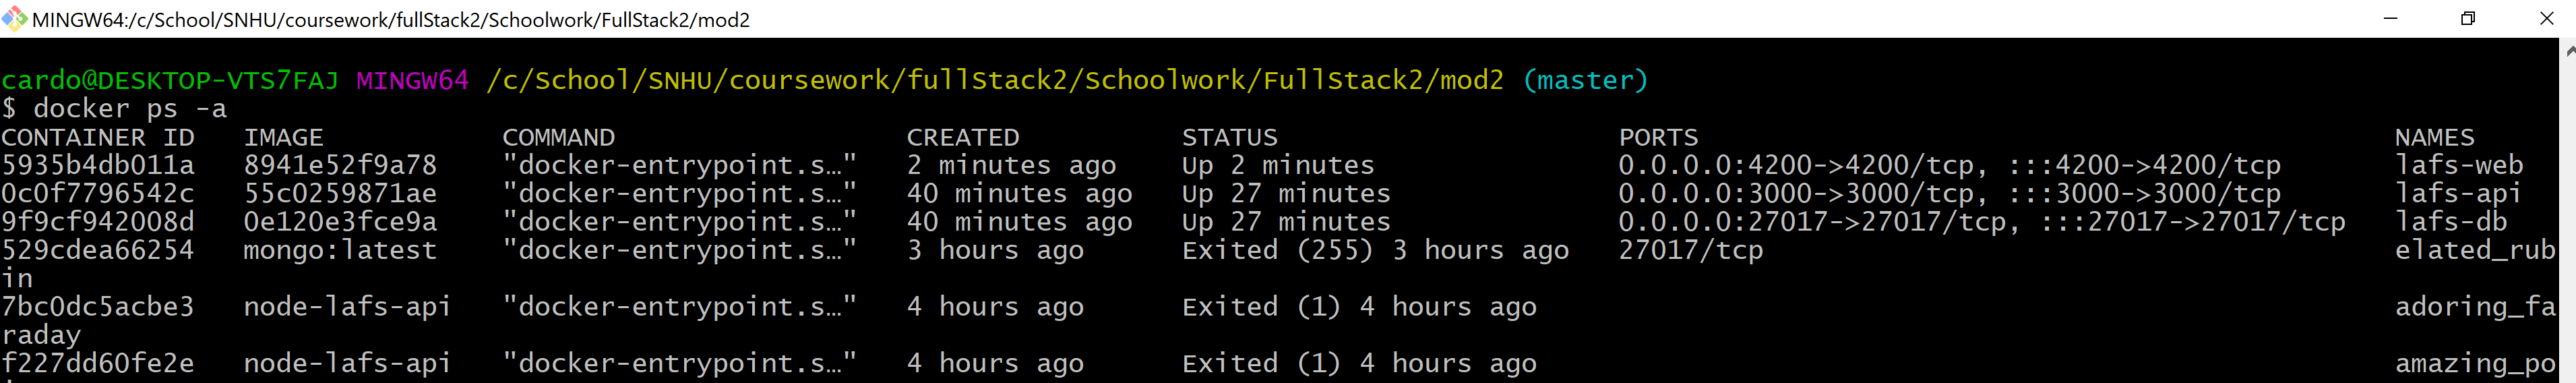 MINGW64:/c/School/SNHU/coursework/fullStack2/Schoolwork/FullStack2/mod2
cardo@DESKTOP-VTS7FAJ MINGW64 /c/School/SNHU/coursework/fullStack2/Schoolwork/FullStack2/mod2 (master)
$ docker ps -a
CONTAINER ID   IMAGE           COMMAND                  CREATED          STATUS                     PORTS                                           NAMES
5935b4db011a   8941e52f9a78    "docker-entrypoint.s…"   2 minutes ago    Up 2 minutes               0.0.0.0:4200->4200/tcp, :::4200->4200/tcp       lafs-web
0c0f7796542c   55c0259871ae    "docker-entrypoint.s…"   40 minutes ago   Up 27 minutes              0.0.0.0:3000->3000/tcp, :::3000->3000/tcp       lafs-api
9f9cf942008d   0e120e3fce9a    "docker-entrypoint.s…"   40 minutes ago   Up 27 minutes              0.0.0.0:27017->27017/tcp, :::27017->27017/tcp   lafs-db
529cdea66254   mongo:latest    "docker-entrypoint.s…"   3 hours ago      Exited (255) 3 hours ago   27017/tcp                                       elated_rub
in
7bc0dc5acbe3   node-lafs-api   "docker-entrypoint.s…"   4 hours ago      Exited (1) 4 hours ago                                                     adoring_fa
raday
f227dd60fe2e   node-lafs-api   "docker-entrypoint.s…"   4 hours ago      Exited (1) 4 hours ago                                                     amazing_po